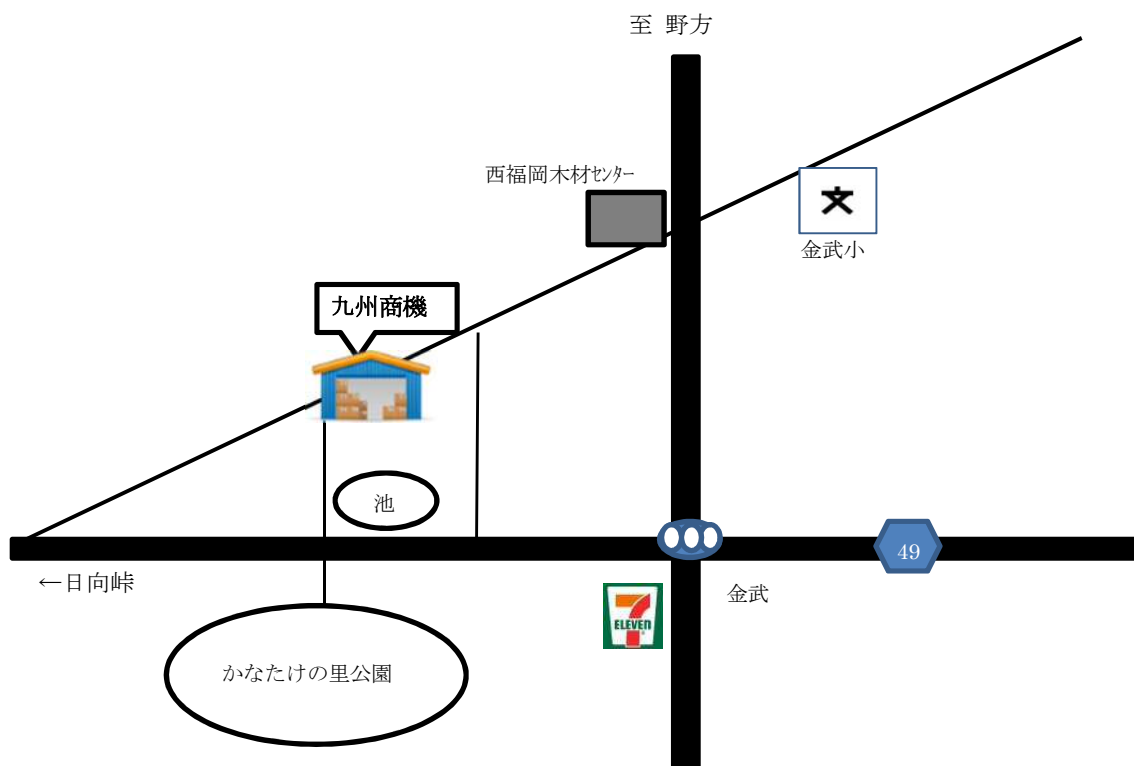 至 野方
西福岡木材センター
文
金武小
九州商機
池
49
←日向峠
金武
7
ELEVEN
かなたけの里公園